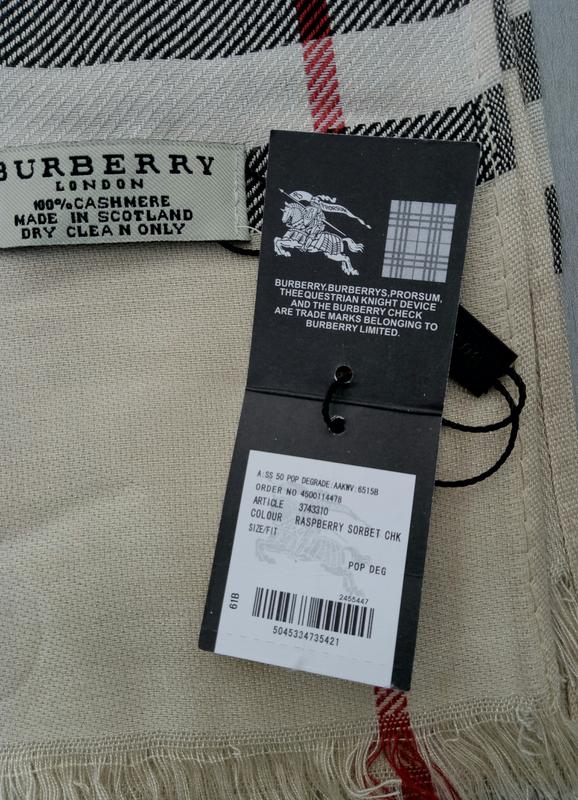 BURBERRY
LONDON
100% CASHMERE
MADE IN SCOTLAND
DRY CLEA N ONLY
PRORSUM
BURBERRY,BURBERRYS,PRORSUM,
THEEQUESTRIAN KNIGHT DEVICE
AND THE BURBERRY CHECK
ARE TRADE MARKS BELONGING TO
BURBERRY LIMITED.
A:SS 50 POP DEGRADE:AAKWV:6515B
ORDER NO 4500114478
ARTICLE 3743310
COLOUR RASPBERRY SORBET CHK
SIZE/FIT
POP DEG
61B
2455447
5045334735421